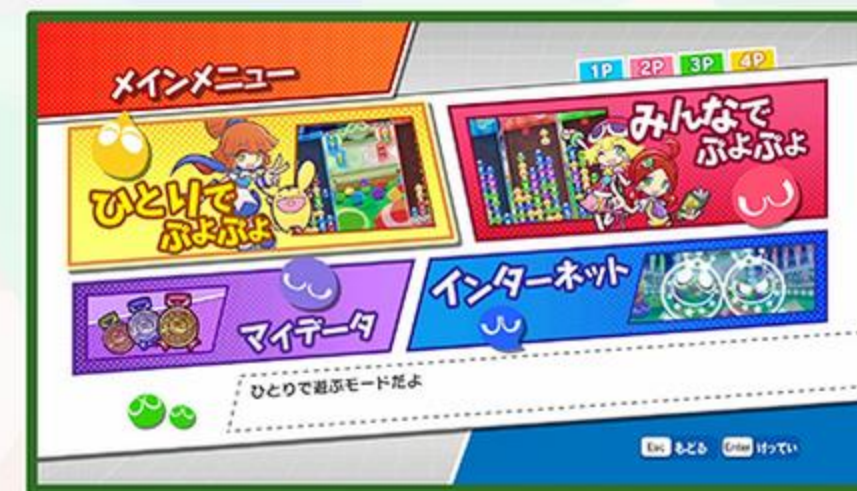 メインメニュー
1P 2P 3P 4P
ひとりで
ぷよぷよ
みんなで
ぷよぷよ
マイデータ
インターネット
ひとりで遊ぶモードだよ
Esc もどる Enter けってい